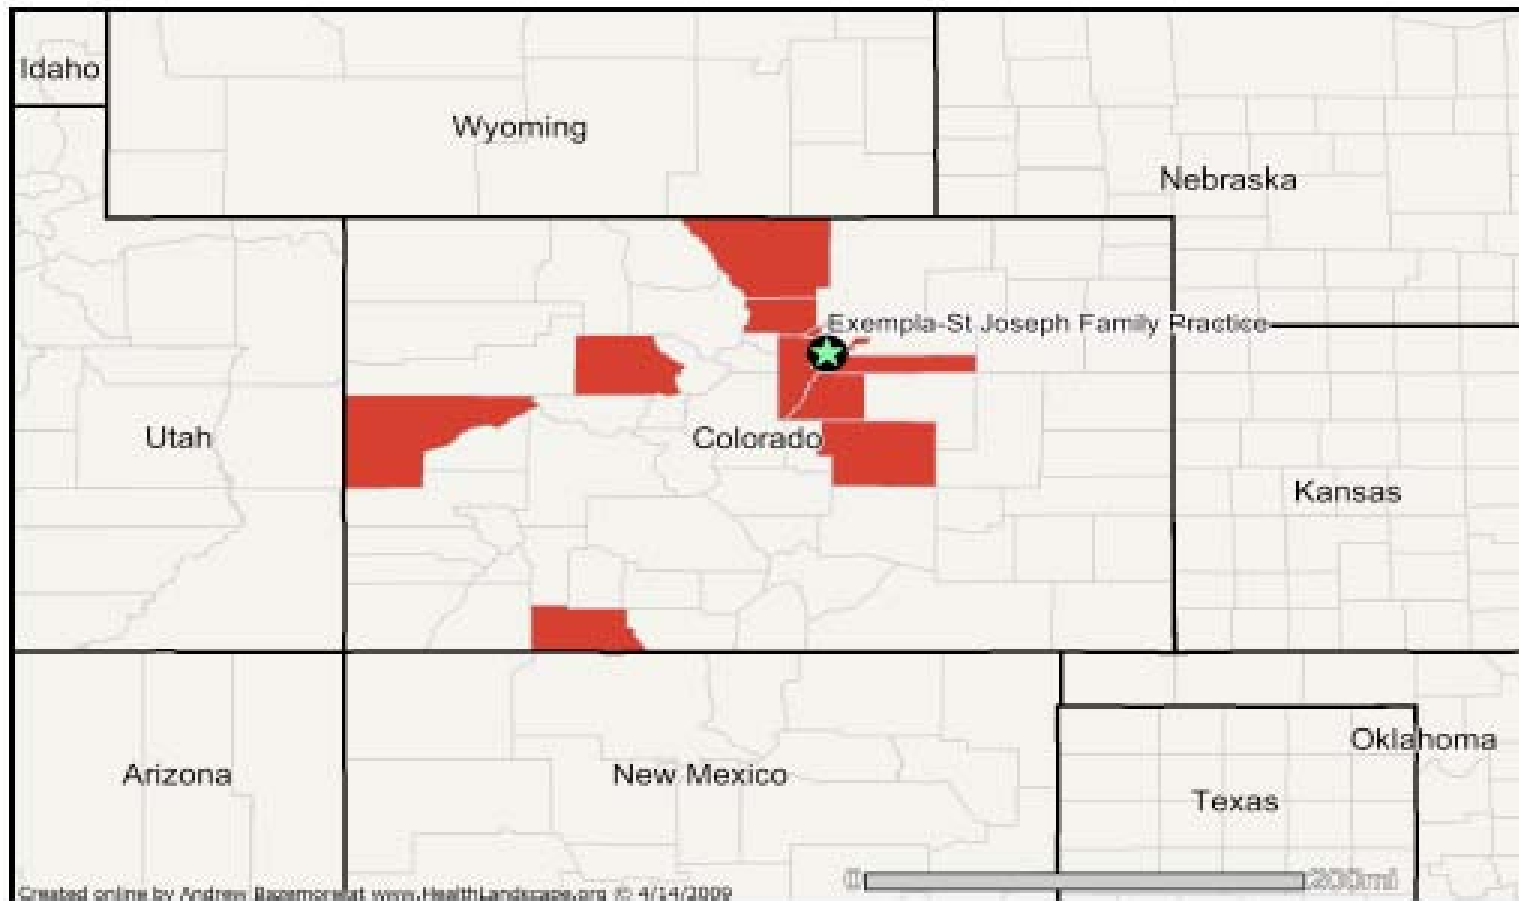 Idaho
Wyoming
Nebraska
Exempla-St Joseph Family Practice
Utah
Colorado
Kansas
Oklahoma
Arizona
New Mexico
Texas
0 200mi
Created online by Andrew Bazemore at www.HealthLandscape.org © 4/14/2009